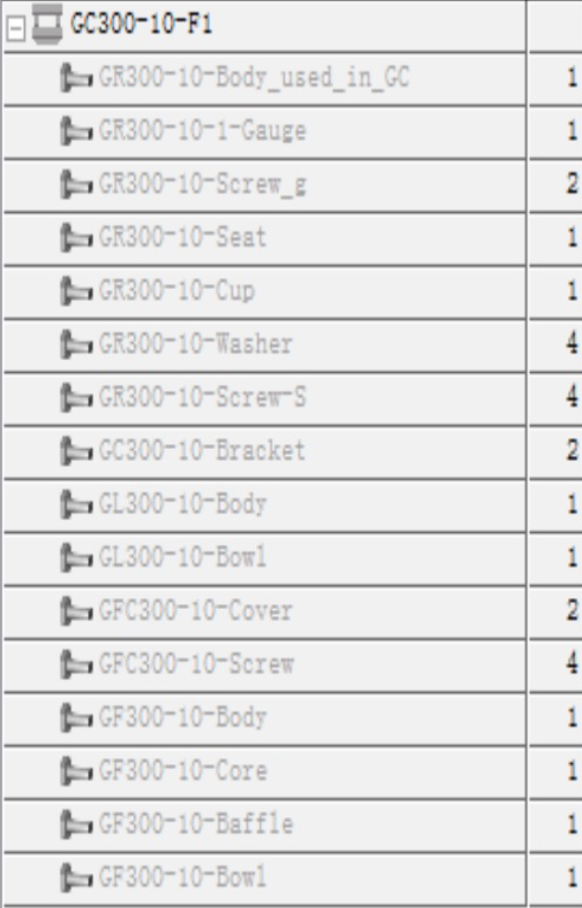 GC300-10-F1
GR300-10-Body_used_in_GC 1
GR300-10-1-Gauge 1
GR300-10-Screw_g 2
GR300-10-Seat 1
GR300-10-Cup 1
GR300-10-Washer 4
GR300-10-Screw-S 4
GC300-10-Bracket 2
GL300-10-Body 1
GL300-10-Bowl 1
GFC300-10-Cover 2
GFC300-10-Screw 4
GF300-10-Body 1
GF300-10-Core 1
GF300-10-Baffle 1
GF300-10-Bowl 1